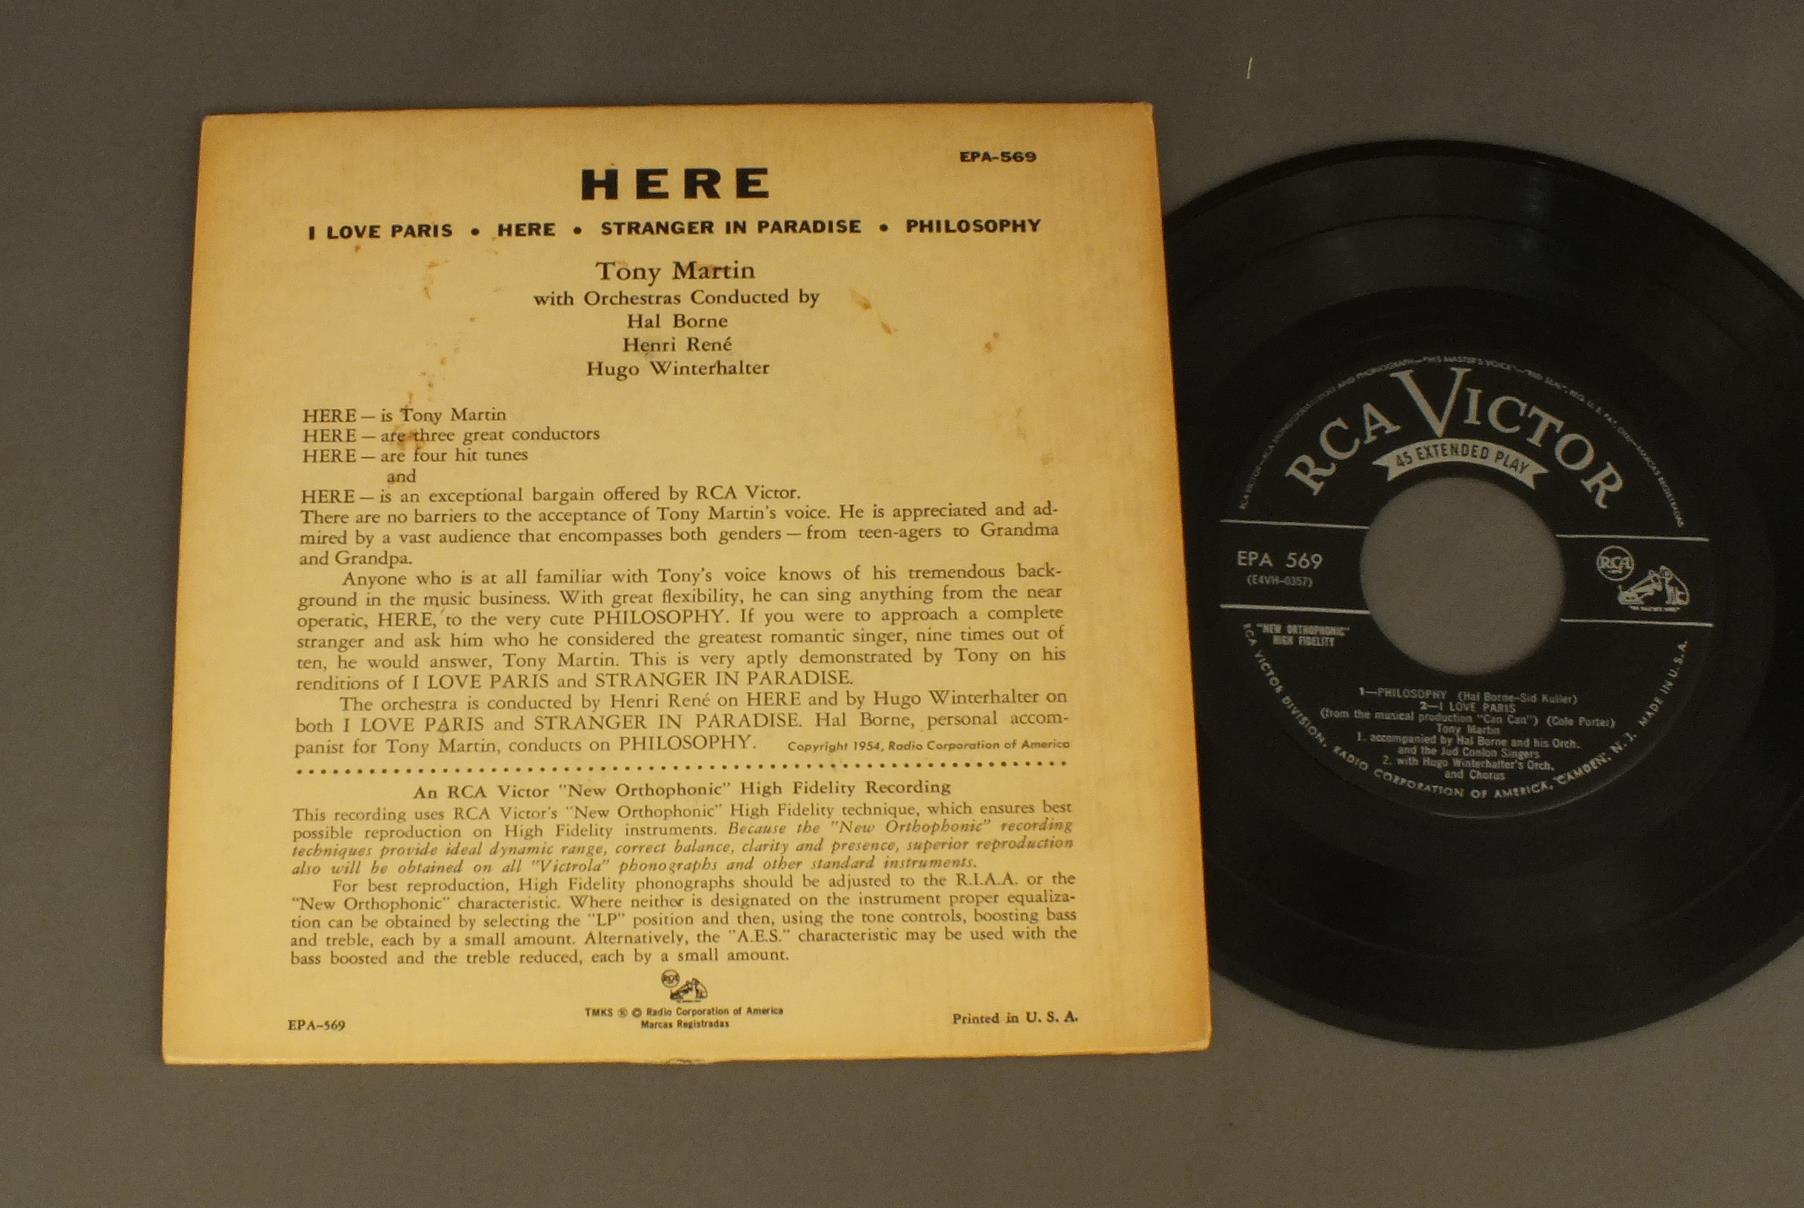 EPA-569
HERE
I LOVE PARIS • HERE • STRANGER IN PARADISE • PHILOSOPHY
Tony Martin
with Orchestras Conducted by
Hal Borne
Henri René
Hugo Winterhalter
HERE — is Tony Martin
HERE — are three great conductors
HERE — are four hit tunes
and
HERE — is an exceptional bargain offered by RCA Victor.
There are no barriers to the acceptance of Tony Martin's voice. He is appreciated and ad-
mired by a vast audience that encompasses both genders — from teen-agers to Grandma
and Grandpa.
Anyone who is at all familiar with Tony's voice knows of his tremendous back-
ground in the music business. With great flexibility, he can sing anything from the near
operatic, HERE, to the very cute PHILOSOPHY. If you were to approach a complete
stranger and ask him who he considered the greatest romantic singer, nine times out of
ten, he would answer, Tony Martin. This is very aptly demonstrated by Tony on his
renditions of I LOVE PARIS and STRANGER IN PARADISE.
The orchestra is conducted by Henri René on HERE and by Hugo Winterhalter on
both I LOVE PARIS and STRANGER IN PARADISE. Hal Borne, personal accom-
panist for Tony Martin, conducts on PHILOSOPHY. Copyright 1954, Radio Corporation of America
An RCA Victor "New Orthophonic" High Fidelity Recording
This recording uses RCA Victor's "New Orthophonic" High Fidelity technique, which ensures best
possible reproduction on High Fidelity instruments. Because the "New Orthophonic" recording
techniques provide ideal dynamic range, correct balance, clarity and presence, superior reproduction
also will be obtained on all "Victrola" phonographs and other standard instruments.
For best reproduction, High Fidelity phonographs should be adjusted to the R.I.A.A. or the
"New Orthophonic" characteristic. Where neither is designated on the instrument proper equaliza-
tion can be obtained by selecting the "LP" position and then, using the tone controls, boosting bass
and treble, each by a small amount. Alternatively, the "A.E.S." characteristic may be used with the
bass boosted and the treble reduced, each by a small amount.
RCA
TMKS ® © Radio Corporation of America
Marcas Registradas
EPA-569
Printed in U. S. A.
RCA VICTOR
45 EXTENDED PLAY
EPA 569
(E4VH-0357)
RCA
"HIS MASTER'S VOICE"
"NEW ORTHOPHONIC"
HIGH FIDELITY
1—PHILOSOPHY (Hal Borne-Sid Kuller)
2—I LOVE PARIS
(from the musical production "Can Can") (Cole Porter)
Tony Martin
1. accompanied by Hal Borne and his Orch.
and the Jud Conlon Singers
2. with Hugo Winterhalter's Orch.
and Chorus
RCA VICTOR DIVISION, RADIO CORPORATION OF AMERICA, CAMDEN, N. J. MADE IN U.S.A.